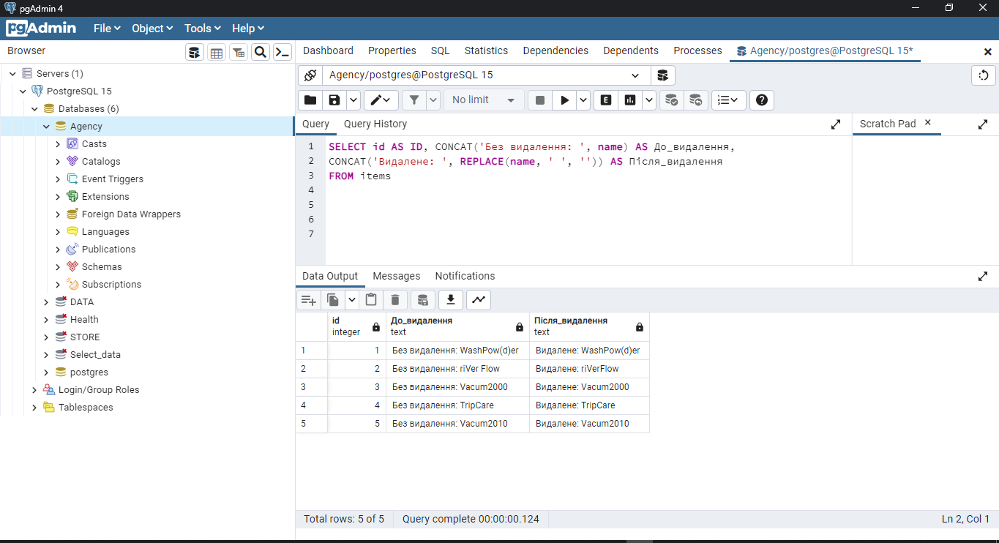 pgAdmin 4
pgAdmin File Object Tools Help
Browser
Dashboard Properties SQL Statistics Dependencies Dependents Processes Agency/postgres@PostgreSQL 15*
Servers (1)
PostgreSQL 15
Databases (6)
Agency
Casts
Catalogs
Event Triggers
Extensions
Foreign Data Wrappers
Languages
Publications
Schemas
Subscriptions
DATA
Health
STORE
Select_data
postgres
Login/Group Roles
Tablespaces
Agency/postgres@PostgreSQL 15
No limit E
Query Query History
Scratch Pad
1 SELECT id AS ID, CONCAT('Без видалення: ', name) AS До_видалення,
2 CONCAT('Видалене: ', REPLACE(name, ' ', '')) AS Після_видалення
3 FROM items
4
5
6
7
Data Output Messages Notifications
id До_видалення Після_видалення
integer text text
1 1 Без видалення: WashPow(d)er Видалене: WashPow(d)er
2 2 Без видалення: riVer Flow Видалене: riVerFlow
3 3 Без видалення: Vacum2000 Видалене: Vacum2000
4 4 Без видалення: TripCare Видалене: TripCare
5 5 Без видалення: Vacum2010 Видалене: Vacum2010
Total rows: 5 of 5 Query complete 00:00:00.124 Ln 2, Col 1